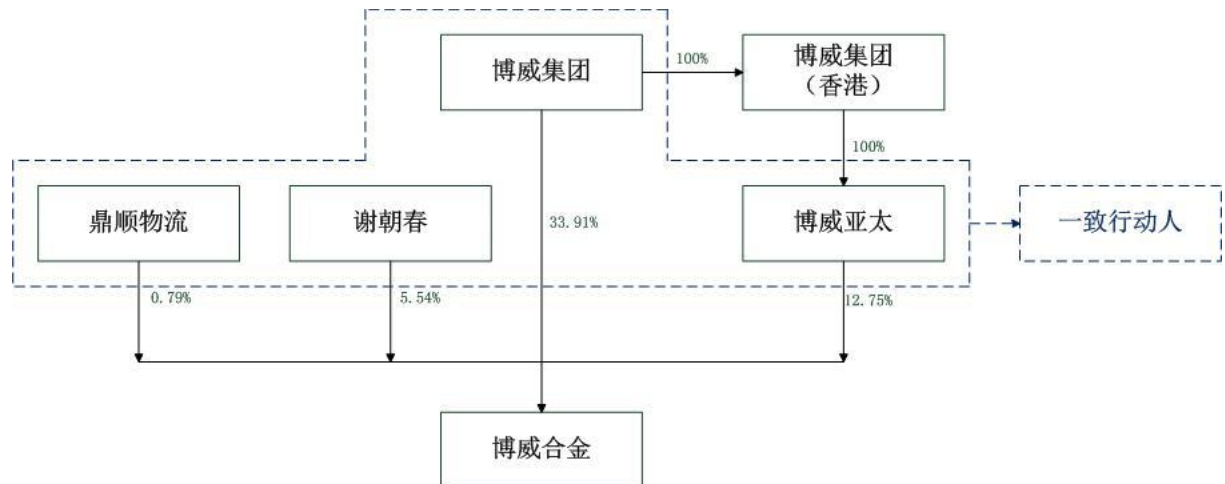 博威集团
100%
博威集团
（香港）
100%
鼎顺物流
谢朝春
33.91%
博威亚太
一致行动人
0.79%
5.54%
12.75%
博威合金